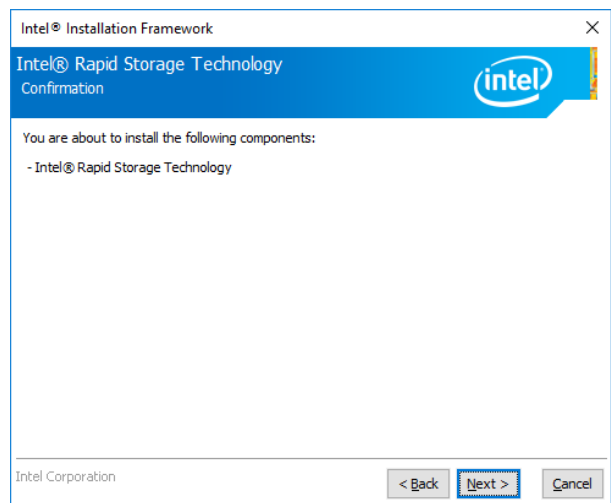 Intel® Installation Framework
Intel® Rapid Storage Technology
Confirmation
intel
You are about to install the following components:
- Intel® Rapid Storage Technology
Intel Corporation
< Back Next > Cancel